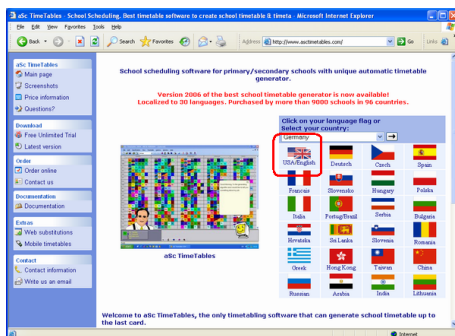 aSc TimeTables - School Scheduling. Best timetable software to create school timetable & timeta - Microsoft Internet Explorer
File Edit View Favorites Tools Help
Back Search Favorites Address http://www.asctimetables.com/ Go Links
aSc TimeTables
Main page
Screenshots
Price information
Questions?
Download
Free Unlimited Trial
Latest version
Order
Order online
Contact us
Documentation
Documentation
Extras
Web substitutions
Mobile timetables
Contact
Contact information
Write us an email
School scheduling software for primary/secondary schools with unique automatic timetable
generator.
Version 2006 of the best school timetable generator is now available?
Localized to 30 languages. Purchased by more than 9000 schools in 96 countries.
Click on your language flag or
Select your country:
Germany
USA/English Deutsch Czech Spain
Francais Slovensko Hungary Polska
Italia Portug/Brazil Serbia Bulgaria
Hrvatska Sri Lanka Slovenia Romania
Greek Hong Kong Taiwan China
Russian Arabia India Lithuania
aSc TimeTables
Welcome to aSc TimeTables, the only timetabling software that can generate school timetable up to
the last card.
Internet